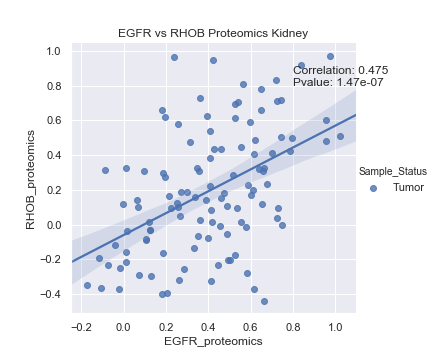 EGFR vs RHOB Proteomics Kidney
1.0
0.8
0.6
0.4
0.2
0.0
−0.2
−0.4
RHOB_proteomics
Correlation: 0.475
Pvalue: 1.47e-07
Sample_Status
Tumor
−0.2
0.0
0.2
0.4
0.6
0.8
1.0
EGFR_proteomics